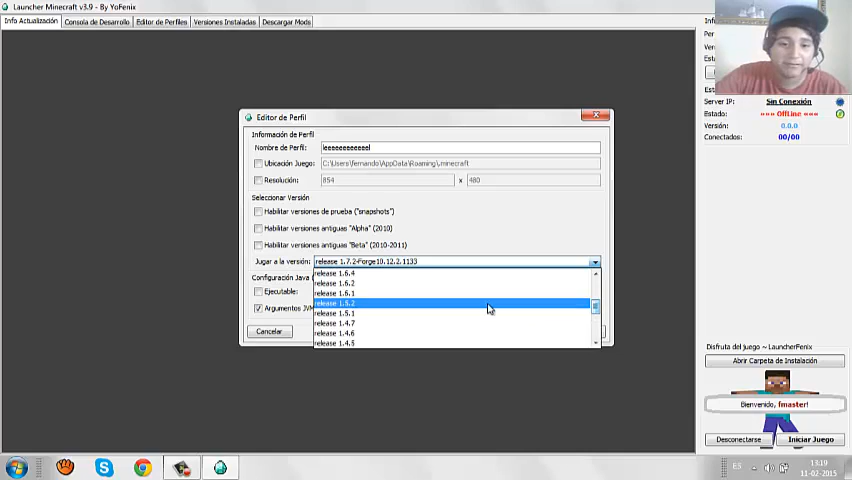 Launcher Minecraft v3.9 - By YoFenix
Info Actualización
Consola de Desarrollo
Editor de Perfiles
Versiones Instaladas
Descargar Mods
Editor de Perfil
Información de Perfil
Nombre de Perfil: leeeeeeeeeeeel
Ubicación Juego: C:\Users\fernando\AppData\Roaming\.minecraft
Resolución: 854 x 480
Seleccionar Versión
Habilitar versiones de prueba ("snapshots")
Habilitar versiones antiguas "Alpha" (2010)
Habilitar versiones antiguas "Beta" (2010-2011)
Jugar a la versión: release 1.7.2-Forge10.12.2.1133
release 1.6.4
release 1.6.2
release 1.6.1
release 1.5.2
release 1.5.1
release 1.4.7
release 1.4.6
release 1.4.5
Configuración Java
Ejecutable:
Argumentos
Cancelar
Server IP: Sin Conexión
Estado: »»» OffLine «««
Versión: 0.0.0
Conectados: 00/00
Disfruta del juego ~ LauncherFenix
Abrir Carpeta de Instalación
Bienvenido, fmaster!
Desconectarse
Iniciar Juego
ES
13:19
11-02-2015